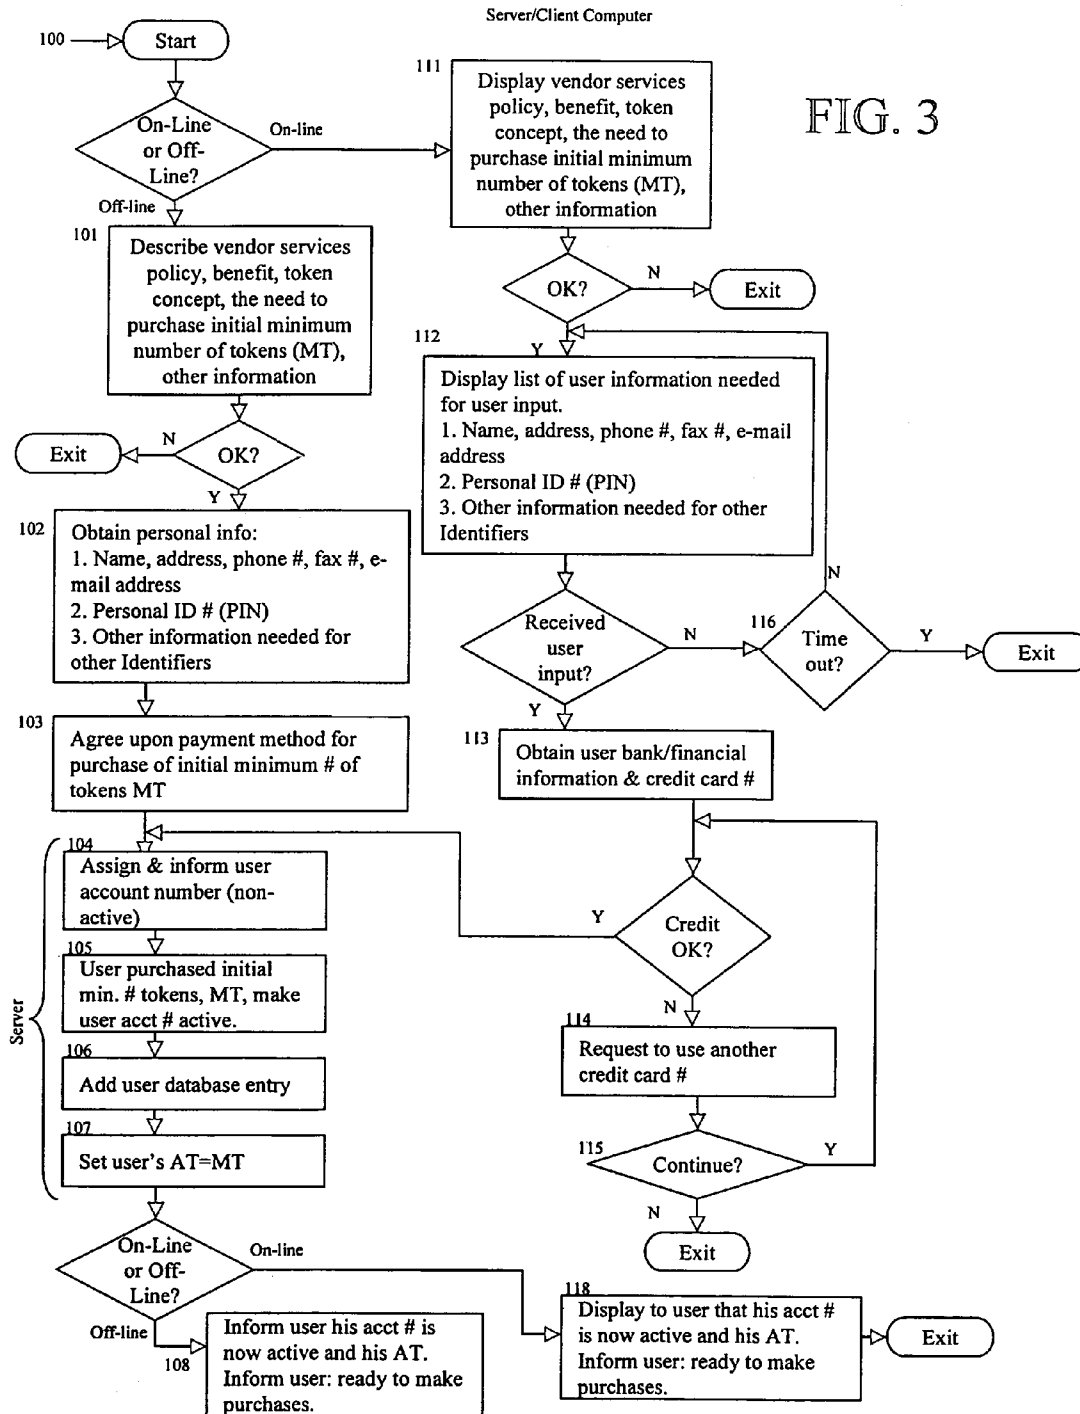 Server/Client Computer
FIG. 3
100
Start
On-Line
or Off-
Line?
On-line
Off-line
111
Display vendor services
policy, benefit, token
concept, the need to
purchase initial minimum
number of tokens (MT),
other information
101
Describe vendor services
policy, benefit, token
concept, the need to
purchase initial minimum
number of tokens (MT),
other information
OK?
N
Exit
Y
112
Display list of user information needed
for user input.
1. Name, address, phone #, fax #, e-mail
address
2. Personal ID # (PIN)
3. Other information needed for other
Identifiers
Exit
N
OK?
Y
102
Obtain personal info:
1. Name, address, phone #, fax #, e-
mail address
2. Personal ID # (PIN)
3. Other information needed for
other Identifiers
Received
user
input?
N
Y
116
Time
out?
N
Y
Exit
103
Agree upon payment method for
purchase of initial minimum # of
tokens MT
113
Obtain user bank/financial
information & credit card #
Server
104
Assign & inform user
account number (non-
active)
Y
Credit
OK?
N
105
User purchased initial
min. # tokens, MT, make
user acct # active.
114
Request to use another
credit card #
106
Add user database entry
107
Set user's AT=MT
115
Continue?
Y
N
Exit
On-Line
or Off-
Line?
On-line
Off-line
108
Inform user his acct # is
now active and his AT.
Inform user: ready to make
purchases.
118
Display to user that his acct #
is now active and his AT.
Inform user: ready to make
purchases.
Exit